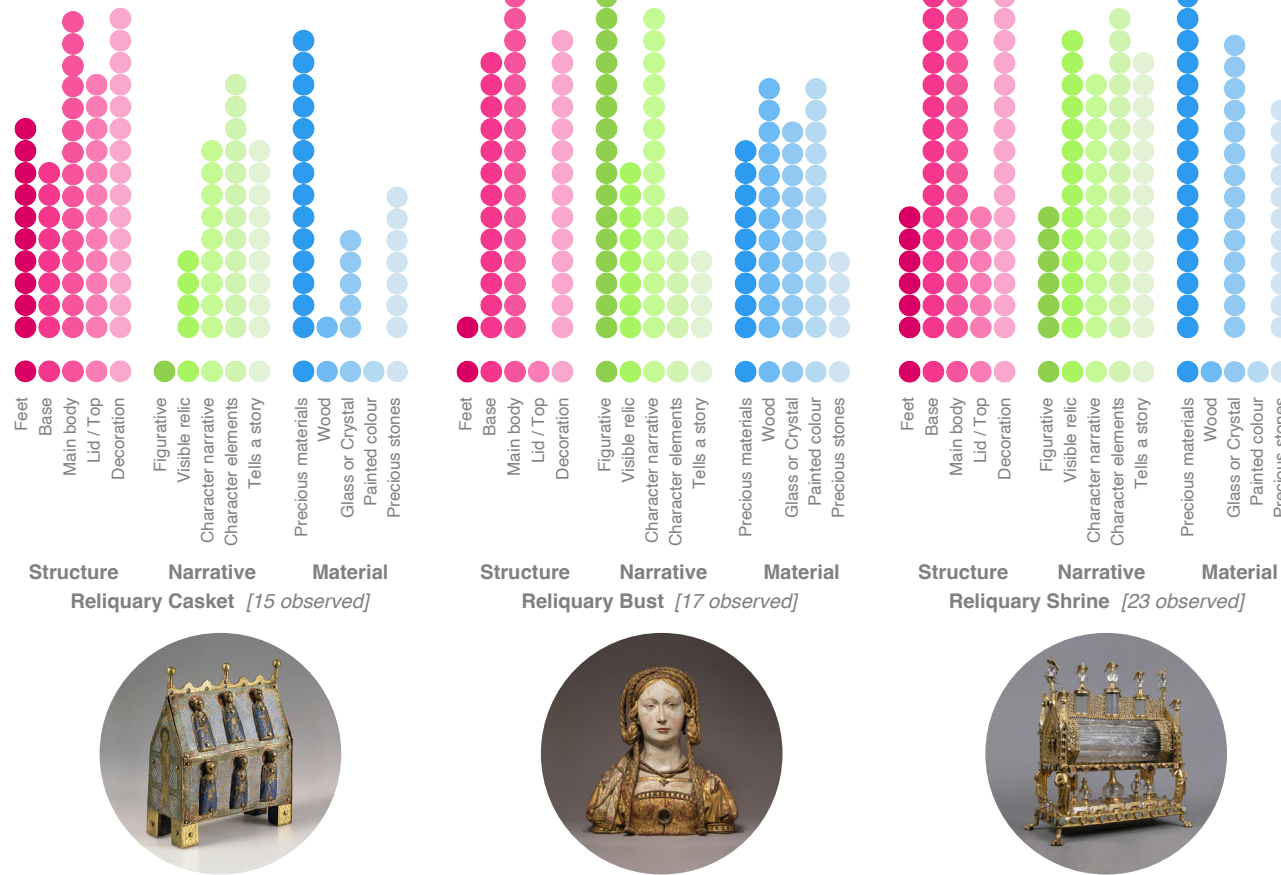 Feet
Base
Main body
Lid / Top
Decoration
Figurative
Visible relic
Character narrative
Character elements
Tells a story
Precious materials
Wood
Glass or Crystal
Painted colour
Precious stones
Feet
Base
Main body
Lid / Top
Decoration
Figurative
Visible relic
Character narrative
Character elements
Tells a story
Precious materials
Wood
Glass or Crystal
Painted colour
Precious stones
Feet
Base
Main body
Lid / Top
Decoration
Figurative
Visible relic
Character narrative
Character elements
Tells a story
Precious materials
Wood
Glass or Crystal
Painted colour
Precious stones
Structure Narrative Material
Structure Narrative Material
Structure Narrative Material
Reliquary Casket [15 observed]
Reliquary Bust [17 observed]
Reliquary Shrine [23 observed]